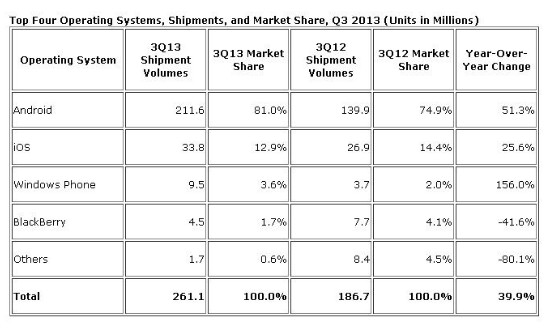 Top Four Operating Systems, Shipments, and Market Share, Q3 2013 (Units in Millions)
Operating System 3Q13 Shipment Volumes 3Q13 Market Share 3Q12 Shipment Volumes 3Q12 Market Share Year-Over-Year Change
Android 211.6 81.0% 139.9 74.9% 51.3%
iOS 33.8 12.9% 26.9 14.4% 25.6%
Windows Phone 9.5 3.6% 3.7 2.0% 156.0%
BlackBerry 4.5 1.7% 7.7 4.1% -41.6%
Others 1.7 0.6% 8.4 4.5% -80.1%
Total 261.1 100.0% 186.7 100.0% 39.9%